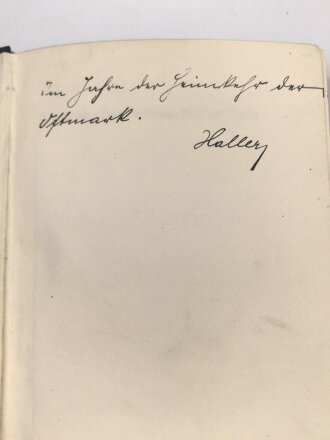 im Jahre der Heimkehr der
Ostmark.
Haller